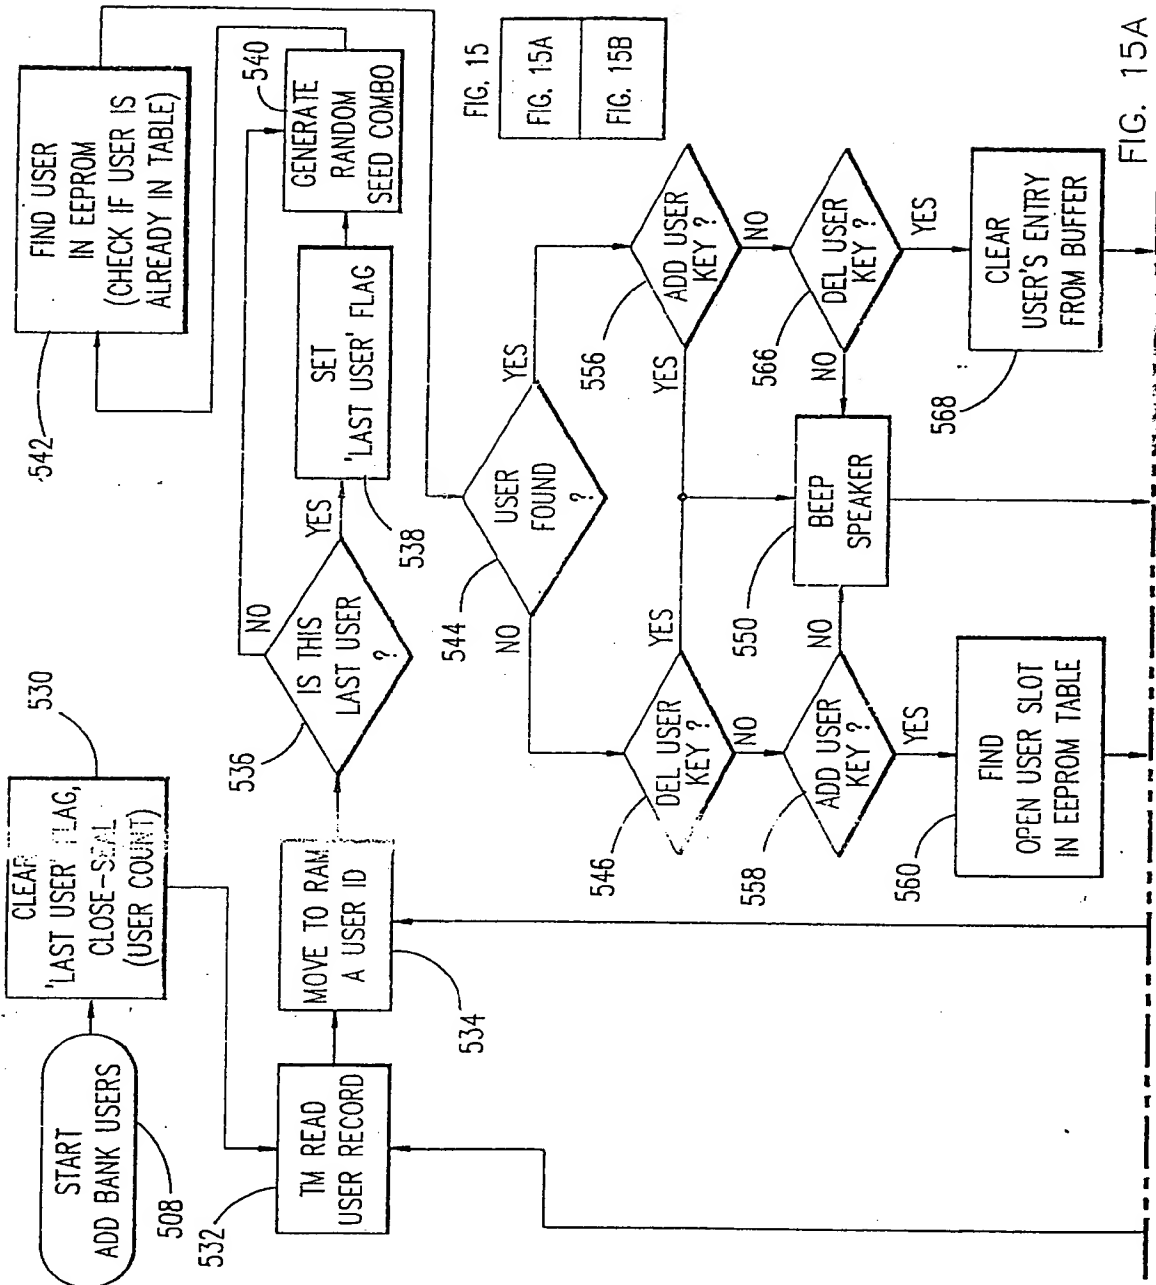 START
ADD BANK USERS
508
CLEAR
'LAST USER' FLAG,
CLOSE-SEAL
(USER COUNT)
530
TM READ
USER RECORD
532
MOVE TO RAM
A USER ID
534
IS THIS
LAST USER
?
536
NO
YES
SET
'LAST USER' FLAG
538
GENERATE
RANDOM
SEED COMBO
540
FIND USER
IN EEPROM
(CHECK IF USER IS
ALREADY IN TABLE)
542
USER
FOUND
?
544
NO
YES
DEL USER
KEY ?
546
YES
NO
ADD USER
KEY ?
558
NO
YES
FIND
OPEN USER SLOT
IN EEPROM TABLE
560
BEEP
SPEAKER
550
ADD USER
KEY ?
556
YES
NO
DEL USER
KEY ?
566
NO
YES
CLEAR
USER'S ENTRY
FROM BUFFER
568
FIG. 15
FIG. 15A
FIG. 15B
FIG. 15A